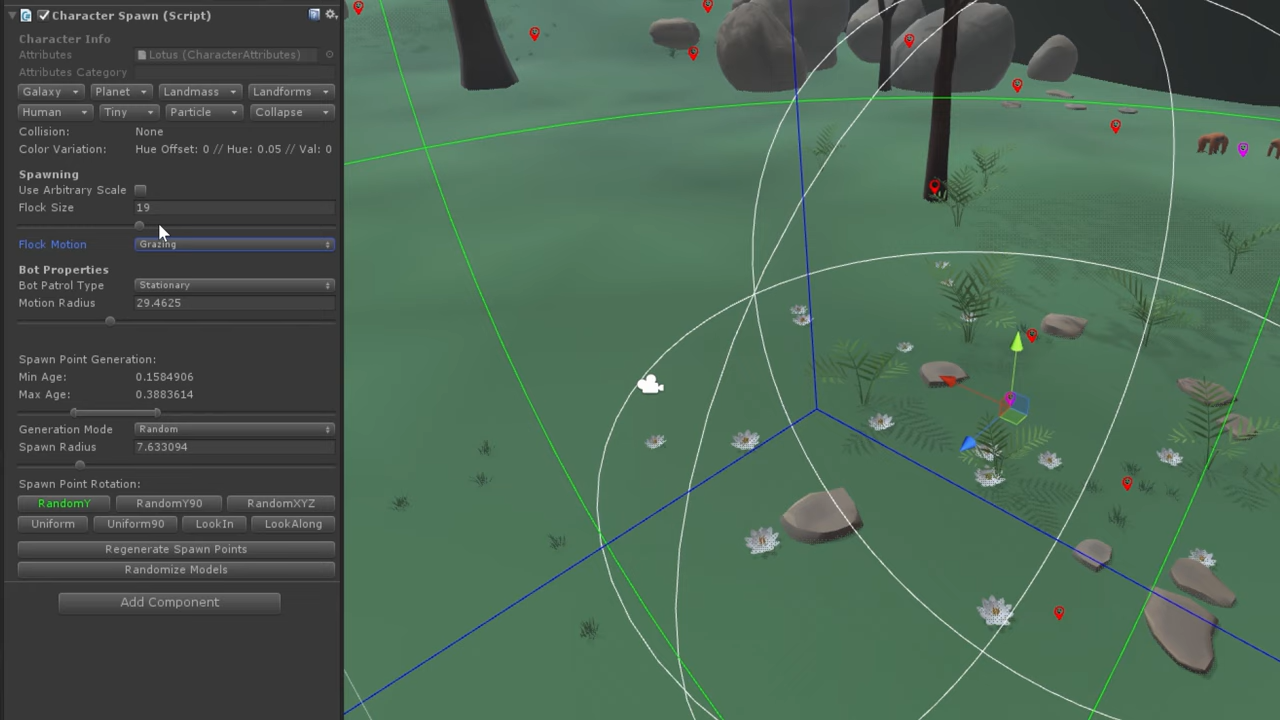 Character Spawn (Script)
Character Info
Attributes Lotus (CharacterAttributes)
Attributes Category
Galaxy Planet Landmass Landforms
Human Tiny Particle Collapse
Collision: None
Color Variation: Hue Offset: 0 // Hue: 0.05 // Val: 0
Spawning
Use Arbitrary Scale
Flock Size 19
Flock Motion Grazing
Bot Properties
Bot Patrol Type Stationary
Motion Radius 29.4625
Spawn Point Generation:
Min Age: 0.1584906
Max Age: 0.3883614
Generation Mode Random
Spawn Radius 7.633094
Spawn Point Rotation:
RandomY RandomY90 RandomXYZ
Uniform Uniform90 LookIn LookAlong
Regenerate Spawn Points
Randomize Models
Add Component